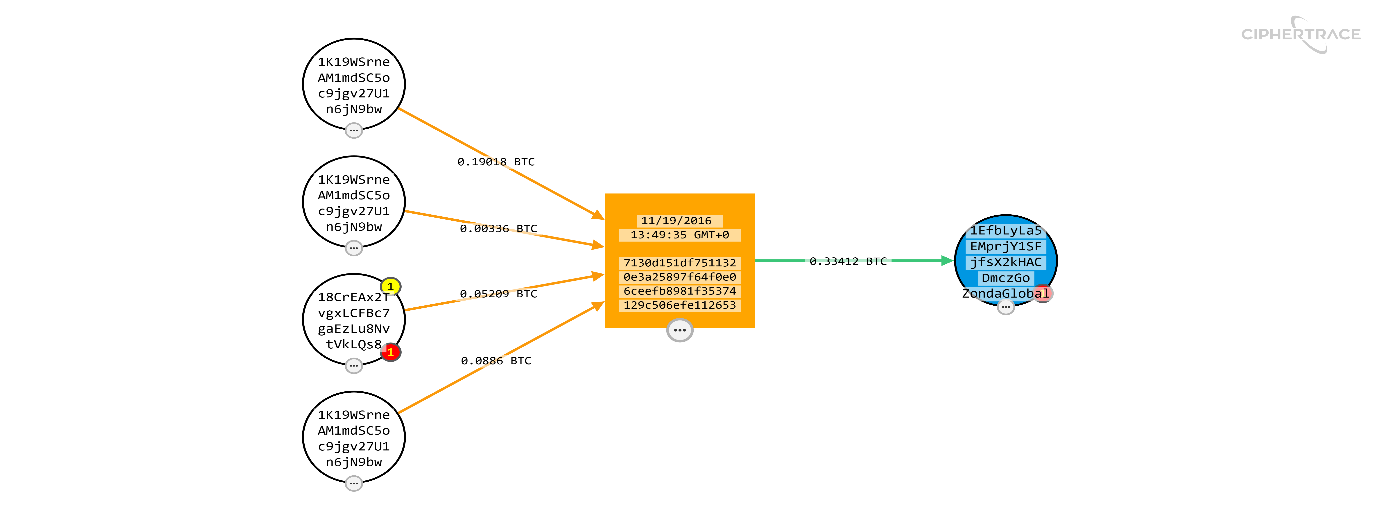 CIPHERTRACE
1K19WSrne
AM1mdSC5o
c9jgv27U1
n6jN9bw
0.19018 BTC
1K19WSrne
AM1mdSC5o
c9jgv27U1
n6jN9bw
0.00336 BTC
1
18CrEAx2T
vgxLCFBc7
gaEzLu8Nv
tVkLQs8
1
0.05209 BTC
1K19WSrne
AM1mdSC5o
c9jgv27U1
n6jN9bw
0.0886 BTC
11/19/2016
13:49:35 GMT+0
7130d151df751132
0e3a25897f64f0e0
6ceefb8981f35374
129c506efe112653
0.33412 BTC
1EfbLyLa5
EMprjY1SF
jfsX2kHAC
DmczGo
ZondaGlobal